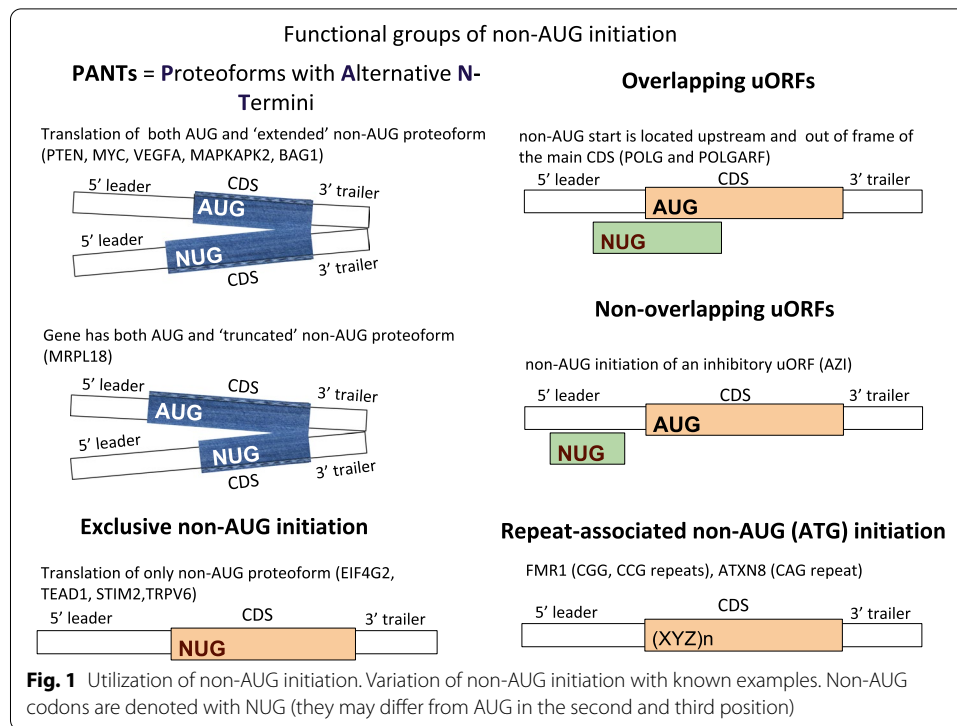 Functional groups of non-AUG initiation
PANTs = Proteoforms with Alternative N-
Termini
Translation of both AUG and ‘extended’ non-AUG proteoform
(PTEN, MYC, VEGFA, MAPKAPK2, BAG1)
5’ leader
CDS
3’ trailer
AUG
5’ leader
NUG
CDS
3’ trailer
Gene has both AUG and ‘truncated’ non-AUG proteoform
(MRPL18)
5’ leader
CDS
3’ trailer
AUG
5’ leader
NUG
CDS
3’ trailer
Exclusive non-AUG initiation
Translation of only non-AUG proteoform (EIF4G2,
TEAD1, STIM2,TRPV6)
5’ leader
CDS
3’ trailer
NUG
Overlapping uORFs
non-AUG start is located upstream and out of frame of
the main CDS (POLG and POLGARF)
5’ leader
CDS
3’ trailer
AUG
NUG
Non-overlapping uORFs
non-AUG initiation of an inhibitory uORF (AZI)
5’ leader
CDS
3’ trailer
AUG
NUG
Repeat-associated non-AUG (ATG) initiation
FMR1 (CGG, CCG repeats), ATXN8 (CAG repeat)
5’ leader
CDS
3’ trailer
(XYZ)n
Fig. 1 Utilization of non-AUG initiation. Variation of non-AUG initiation with known examples. Non-AUG
codons are denoted with NUG (they may differ from AUG in the second and third position)